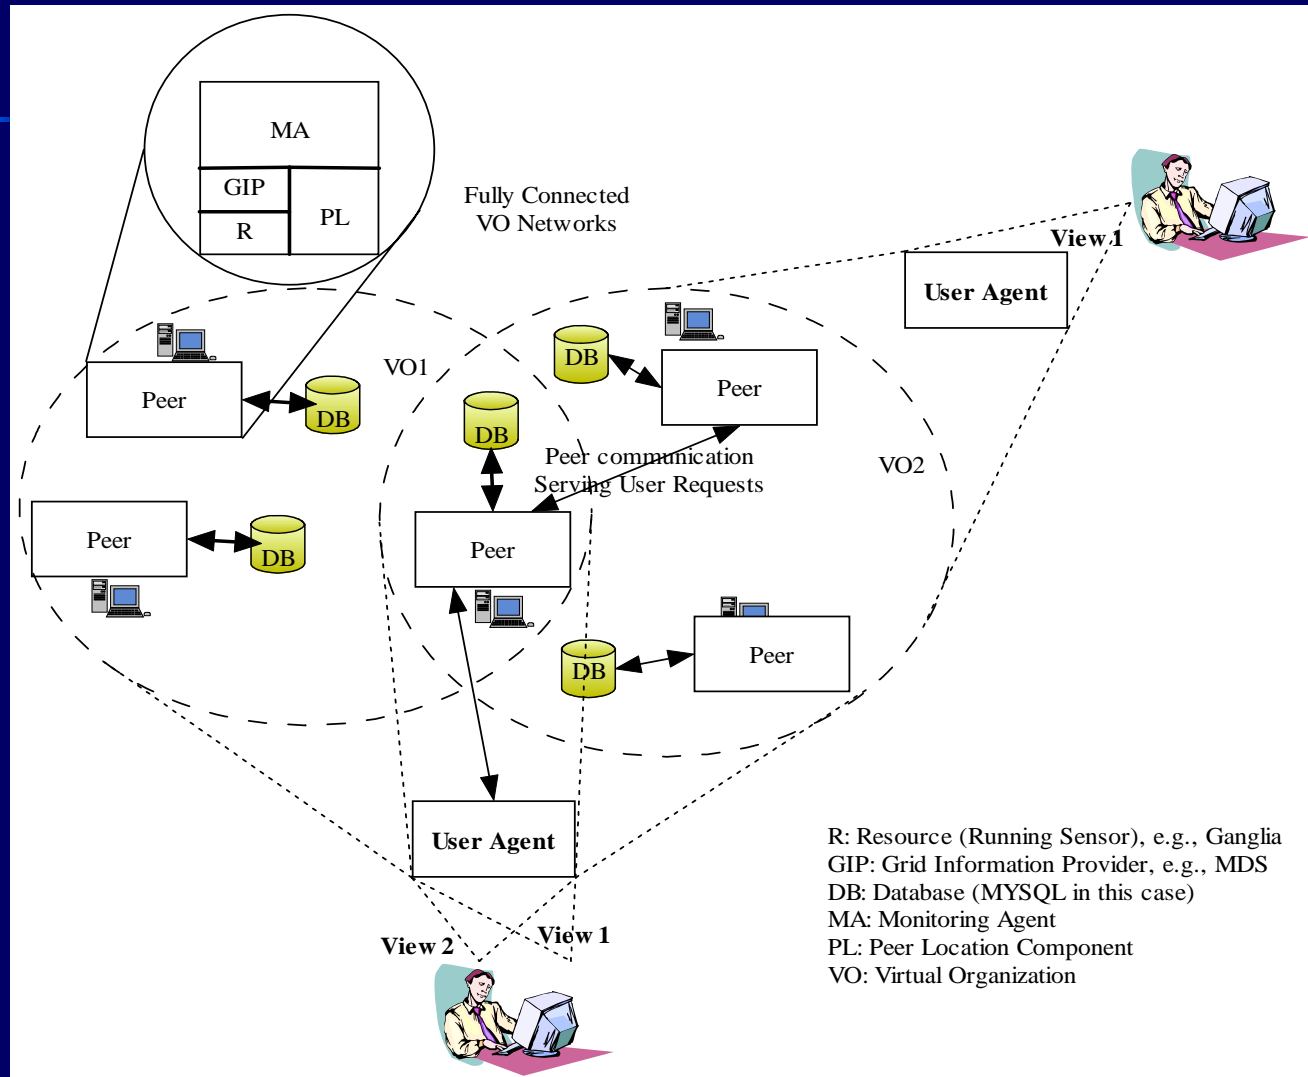 MA
GIP
R
PL
Fully Connected
VO Networks
View 1
User Agent
VO1
DB
Peer
Peer
DB
DB
Peer communication
Serving User Requests
VO2
Peer
DB
Peer
DB
Peer
DB
User Agent
View 2
View 1
R: Resource (Running Sensor), e.g., Ganglia
GIP: Grid Information Provider, e.g., MDS
DB: Database (MYSQL in this case)
MA: Monitoring Agent
PL: Peer Location Component
VO: Virtual Organization